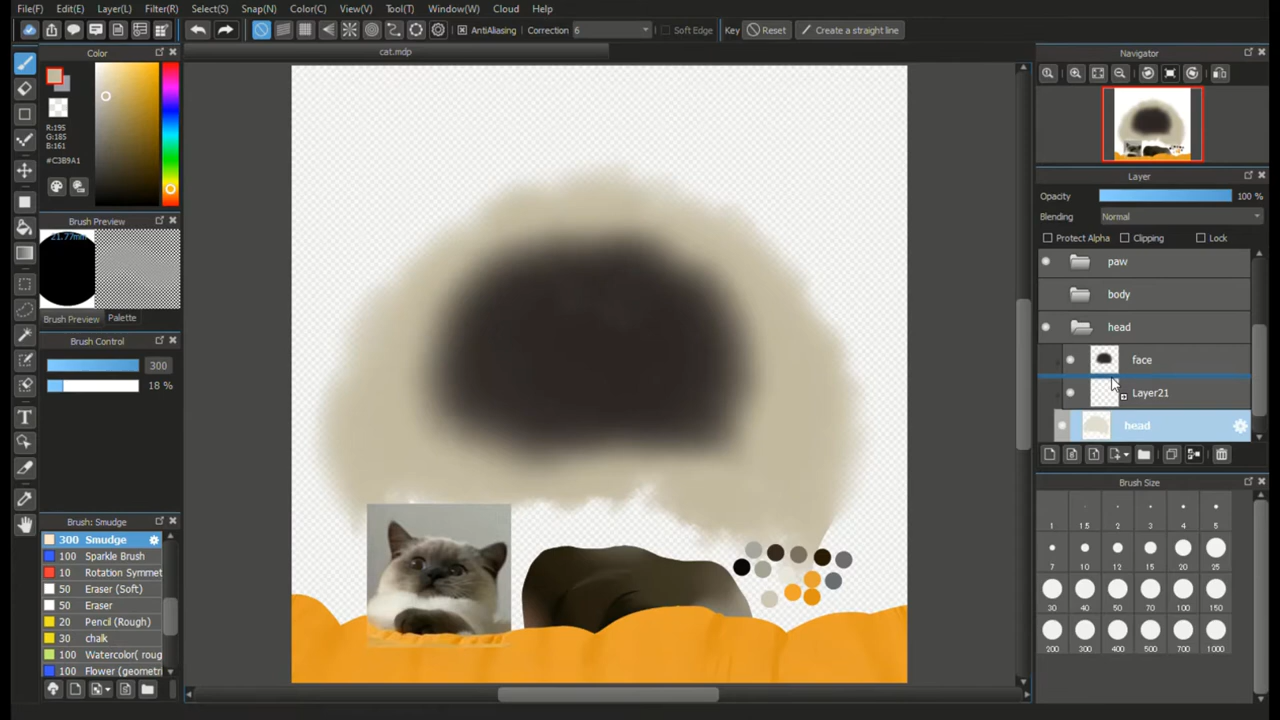 File(F) Edit(E) Layer(L) Filter(R) Select(S) Snap(N) Color(C) View(V) Tool(T) Window(W) Cloud Help
AntiAliasing Correction 6 Soft Edge Key Reset Create a straight line
cat.mdp
Color
R:195
G:185
B:161
#C3B9A1
Brush Preview
21.77mm
Brush Preview Palette
Brush Control
300
18 %
Brush: Smudge
300 Smudge
100 Sparkle Brush
10 Rotation Symmet
50 Eraser (Soft)
50 Eraser
20 Pencil (Rough)
30 chalk
100 Watercolor( roug
100 Flower (geometri
Navigator
Layer
Opacity 100 %
Blending Normal
Protect Alpha Clipping Lock
paw
body
head
face
Layer21
head
Brush Size
1 1.5 2 3 4 5
7 10 12 15 20 25
30 40 50 70 100 150
200 300 400 500 700 1000